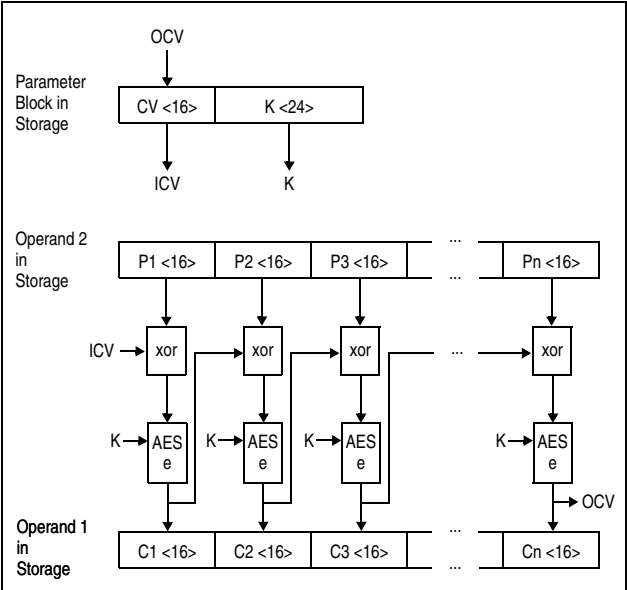 OCV
Parameter
Block in
Storage
CV <16> K <24>
ICV K
Operand 2
in
Storage
P1 <16> P2 <16> P3 <16> ... ... Pn <16>
ICV xor xor xor ... xor
K AES e K AES e K AES e K AES e
OCV
Operand 1
in
Storage
C1 <16> C2 <16> C3 <16> ... ... Cn <16>